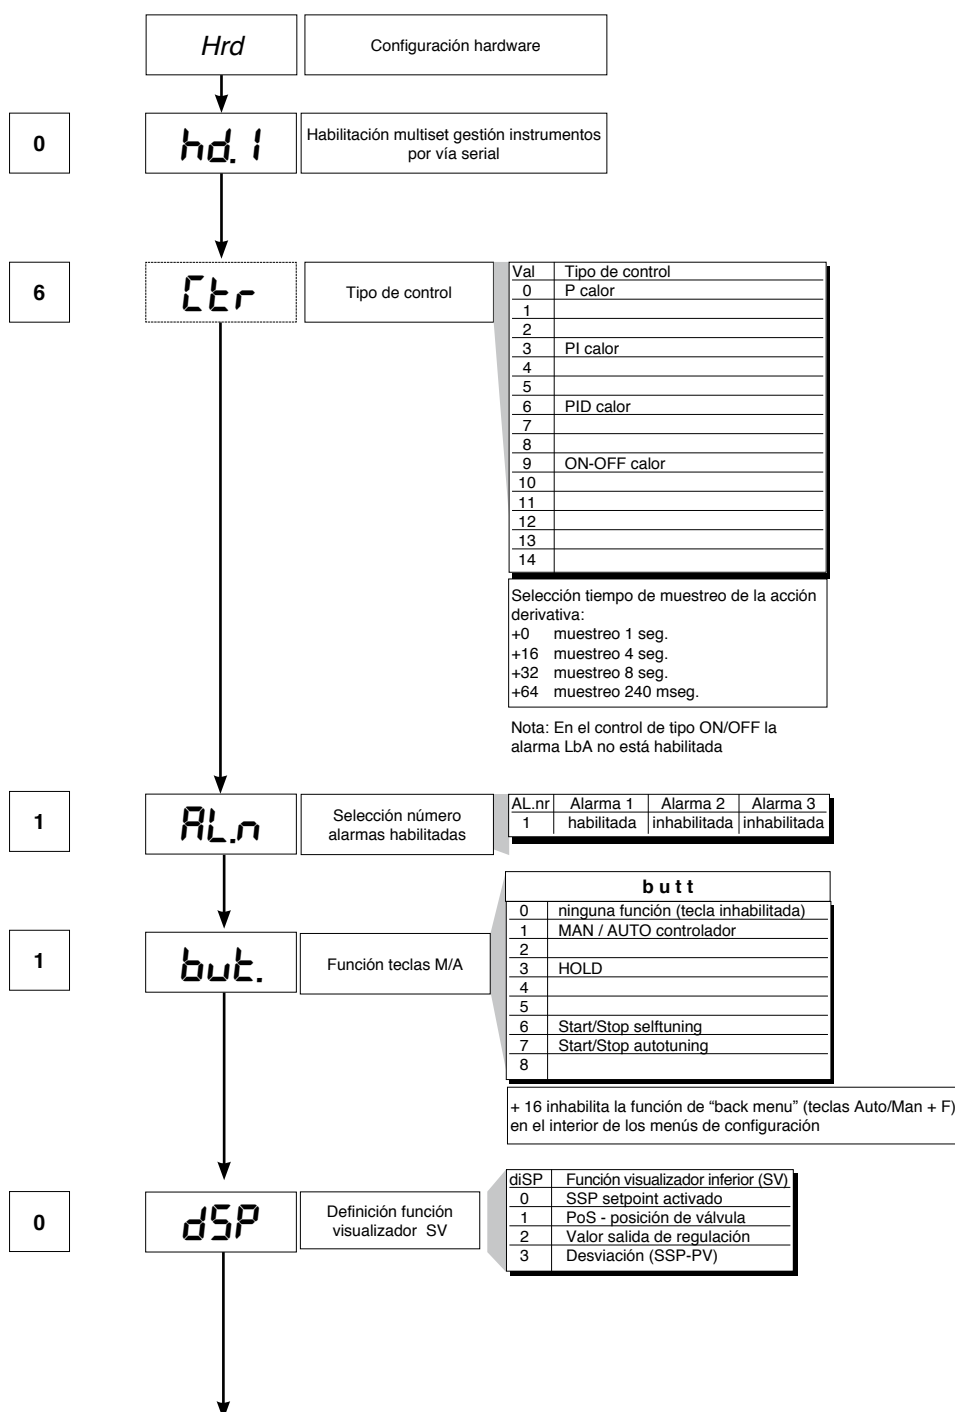 Hrd
Configuración hardware
0
hd. 1
Habilitación multiset gestión instrumentos
por vía serial
6
Ctr
Tipo de control
Val Tipo de control
0 P calor
1
2
3 PI calor
4
5
6 PID calor
7
8
9 ON-OFF calor
10
11
12
13
14
Selección tiempo de muestreo de la acción
derivativa:
+0 muestreo 1 seg.
+16 muestreo 4 seg.
+32 muestreo 8 seg.
+64 muestreo 240 mseg.
Nota: En el control de tipo ON/OFF la
alarma LbA no está habilitada
1
AL.n
Selección número
alarmas habilitadas
AL.nr Alarma 1 Alarma 2 Alarma 3
1 habilitada inhabilitada inhabilitada
1
but.
Función teclas M/A
butt
0 ninguna función (tecla inhabilitada)
1 MAN / AUTO controlador
2
3 HOLD
4
5
6 Start/Stop selftuning
7 Start/Stop autotuning
8
+ 16 inhabilita la función de “back menu” (teclas Auto/Man + F)
en el interior de los menús de configuración
0
dSP
Definición función
visualizador SV
diSP Función visualizador inferior (SV)
0 SSP setpoint activado
1 PoS - posición de válvula
2 Valor salida de regulación
3 Desviación (SSP-PV)